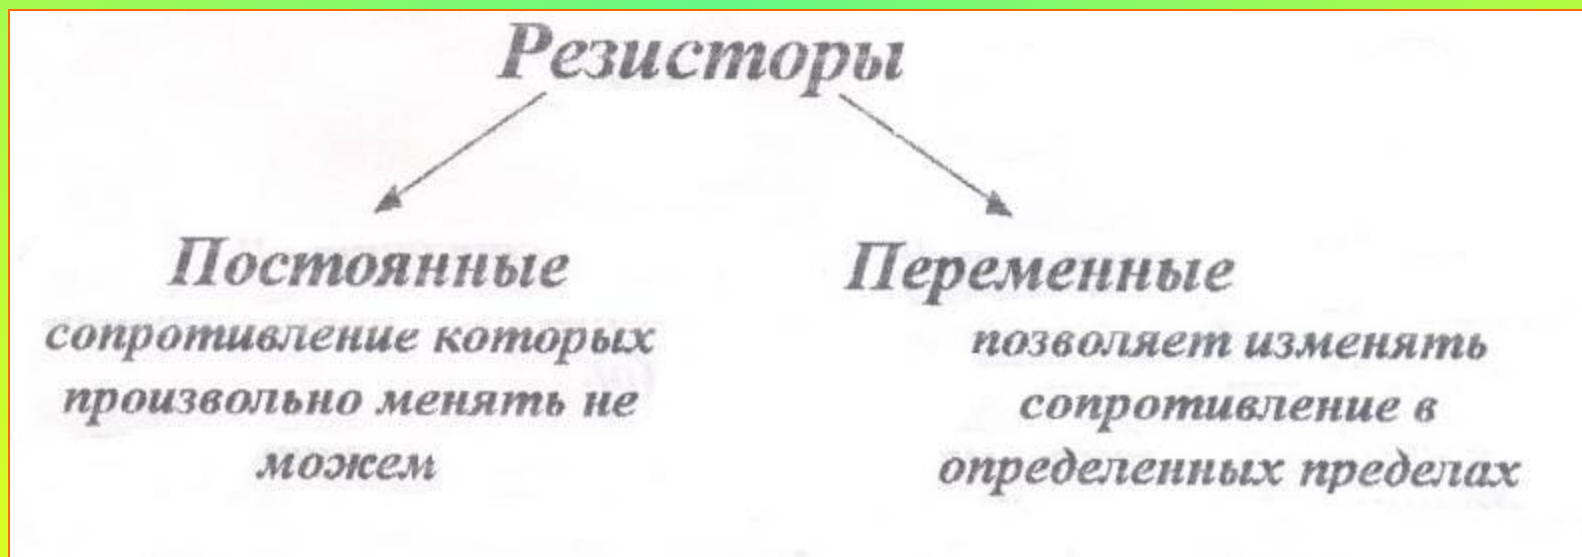 Резисторы
Постоянные
сопротивление которых
произвольно менять не
можем
Переменные
позволяет изменять
сопротивление в
определенных пределах